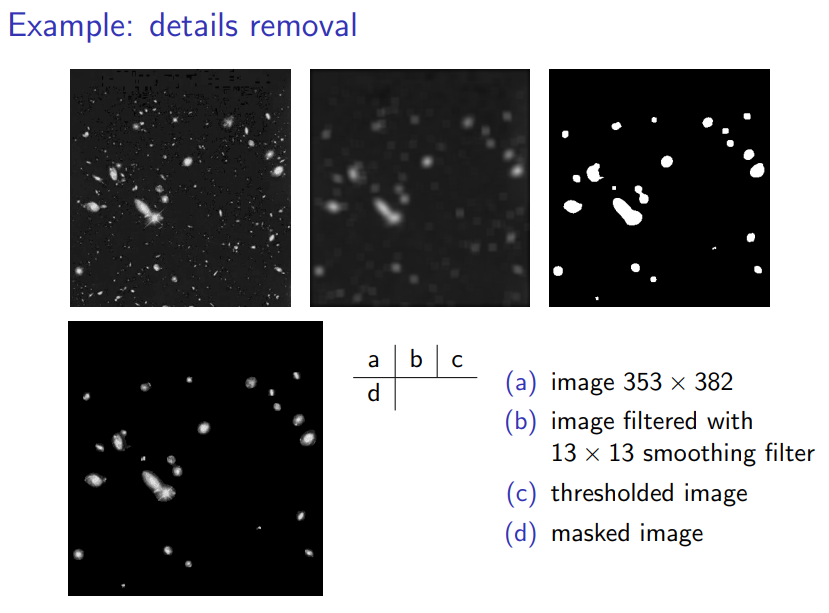 Example: details removal
a b c
d
(a) image 353 × 382
(b) image filtered with
13 × 13 smoothing filter
(c) thresholded image
(d) masked image